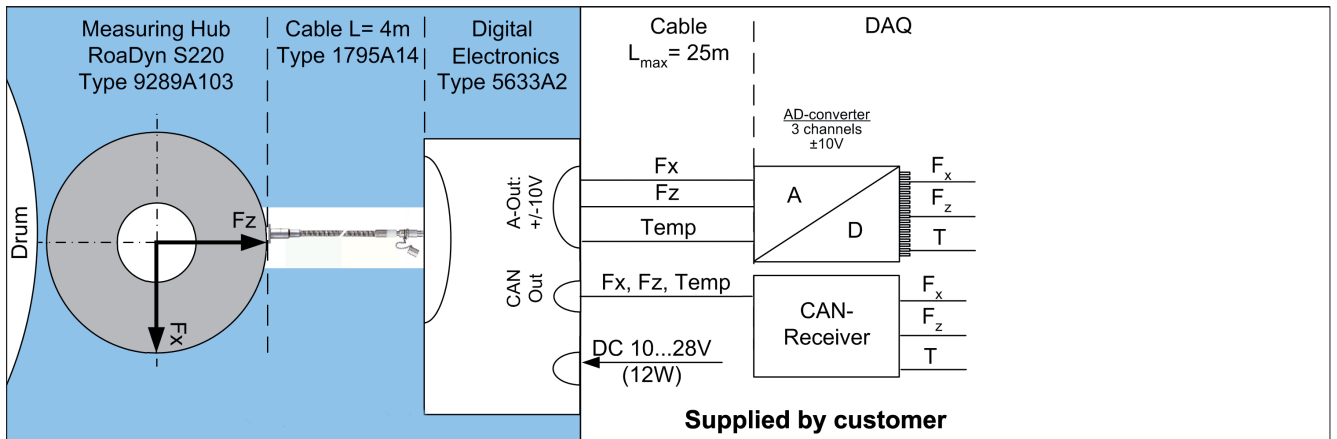 Measuring Hub
RoaDyn S220
Type 9289A103
Cable L= 4m
Type 1795A14
Digital
Electronics
Type 5633A2
Cable
Lmax= 25m
DAQ
AD-converter
3 channels
±10V
Drum
Fz
Fx
A-Out:
+/-10V
CAN
Out
Fx
Fz
Temp
Fx, Fz, Temp
DC 10...28V
(12W)
A
D
Fx
Fz
T
CAN-
Receiver
Fx
Fz
T
Supplied by customer